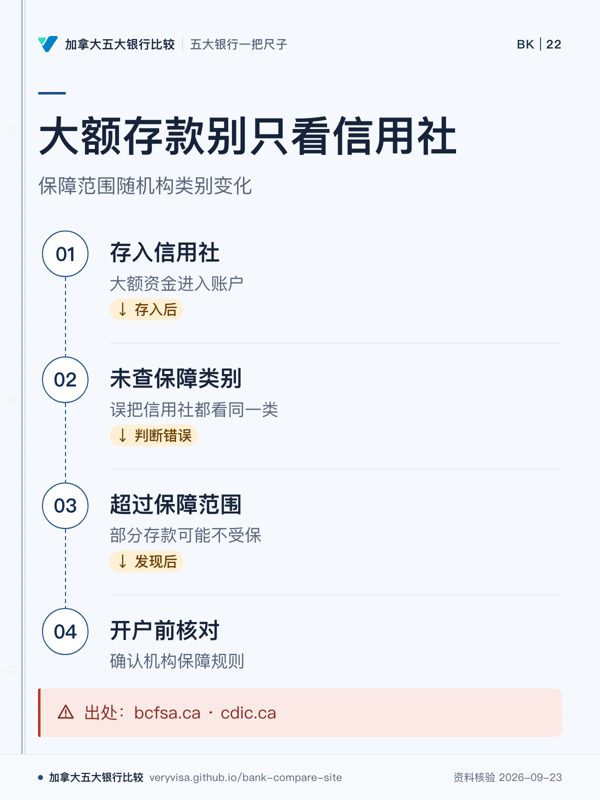 加拿大五大银行比较 | 五大银行一把尺子
BK | 22
大额存款别只看信用社
保障范围随机构类别变化
01
存入信用社
大额资金进入账户
↓ 存入后
02
未查保障类别
误把信用社都看同一类
↓ 判断错误
03
超过保障范围
部分存款可能不受保
↓ 发现后
04
开户前核对
确认机构保障规则
出处：bcfsa.ca · cdic.ca
加拿大五大银行比较 veryvisa.github.io/bank-compare-site
资料核验 2026-09-23